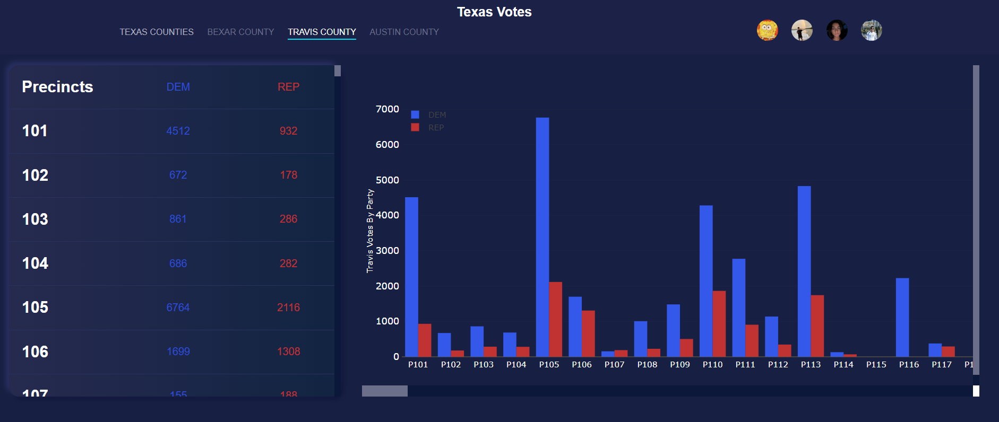 Texas Votes
TEXAS COUNTIES BEXAR COUNTY TRAVIS COUNTY AUSTIN COUNTY
Precincts DEM REP
101 4512 932
102 672 178
103 861 286
104 686 282
105 6764 2116
106 1699 1308
107 155 188
Travis Votes By Party
7000
6000
5000
4000
3000
2000
1000
0
DEM
REP
P101 P102 P103 P104 P105 P106 P107 P108 P109 P110 P111 P112 P113 P114 P115 P116 P117